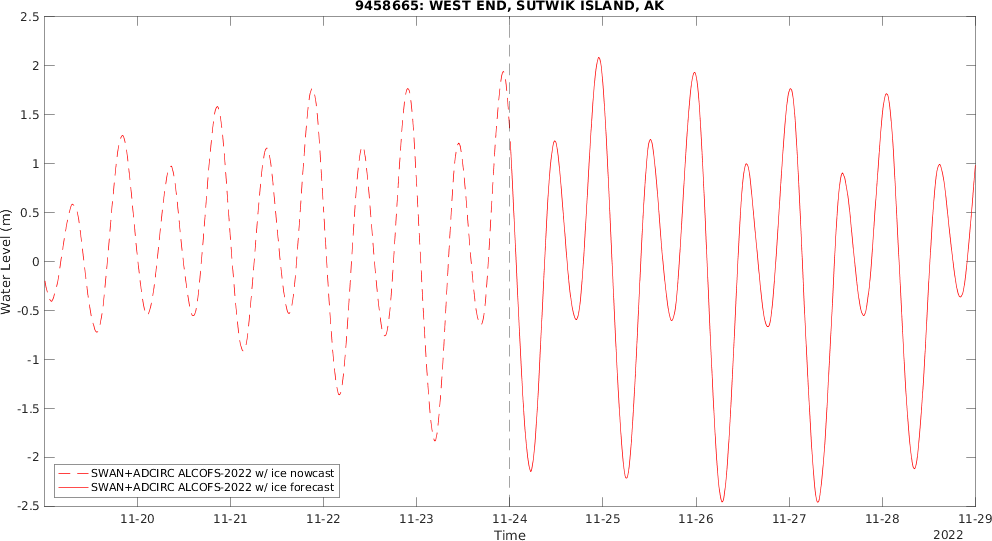 9458665: WEST END, SUTWIK ISLAND, AK
2.5
2
1.5
1
0.5
0
-0.5
-1
-1.5
-2
-2.5
Water Level (m)
SWAN+ADCIRC ALCOFS-2022 w/ ice nowcast
SWAN+ADCIRC ALCOFS-2022 w/ ice forecast
11-20 11-21 11-22 11-23 11-24 11-25 11-26 11-27 11-28 11-29
Time
2022